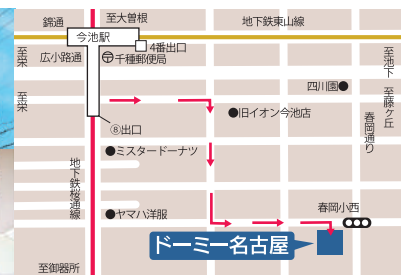 錦通
至大曽根
地下鉄東山線
今池駅
4番出口
至栄
広小路通
千種郵便局
至池下
至栄
四川園
至藤ヶ丘
旧イオン今池店
春岡通り
⑧出口
ミスタードーナツ
地下鉄桜通線
春岡小西
ヤマハ洋服
ドーミー名古屋
至御器所